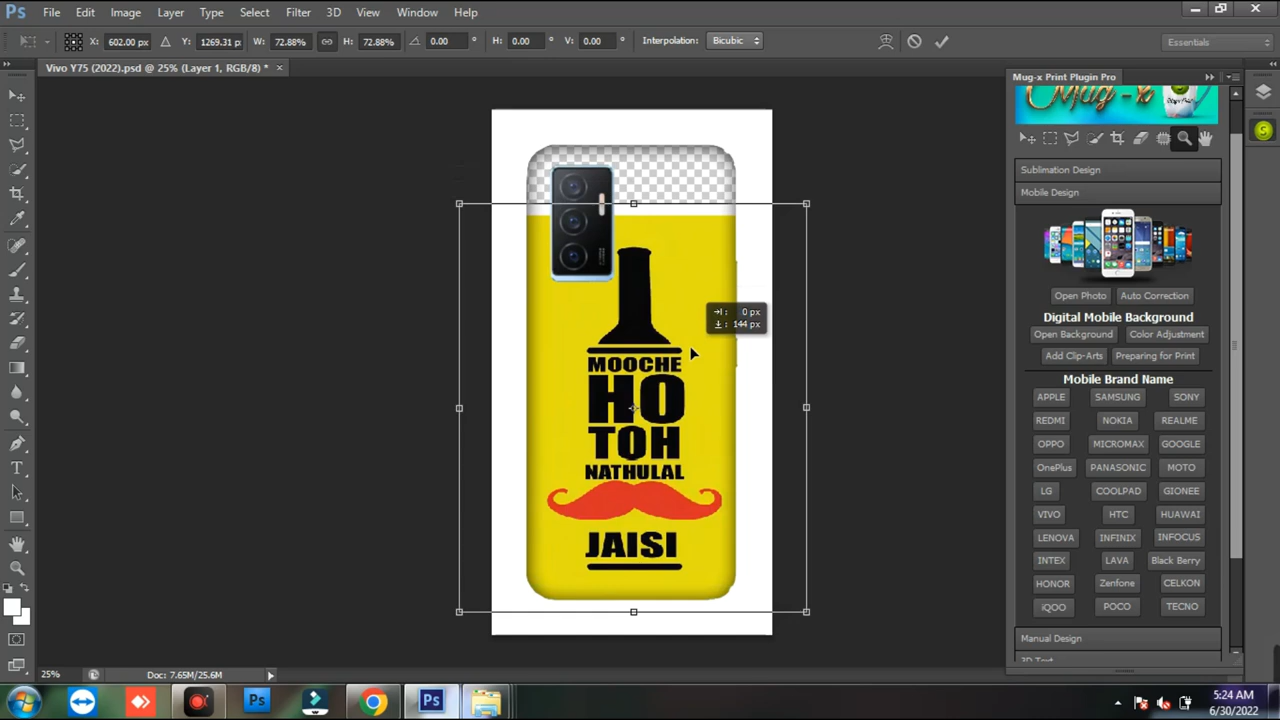 Ps File Edit Image Layer Type Select Filter 3D View Window Help
X: 602.00 px Y: 1269.31 p W: 72.88% H: 72.88% 0.00 ° H: 0.00 ° V: 0.00 ° Interpolation: Bicubic Essentials
Vivo Y75 (2022).psd @ 25% (Layer 1, RGB/8) * ×
Mug-x Print Plugin Pro
Mug-x
Sublimation Design
Mobile Design
Open Photo Auto Correction
Digital Mobile Background
Open Background Color Adjustment
Add Clip-Arts Preparing for Print
Mobile Brand Name
APPLE SAMSUNG SONY
REDMI NOKIA REALME
OPPO MICROMAX GOOGLE
OnePlus PANASONIC MOTO
LG COOLPAD GIONEE
VIVO HTC HUAWAI
LENOVA INFINIX INFOCUS
INTEX LAVA Black Berry
HONOR Zenfone CELKON
iQOO POCO TECNO
Manual Design
3D Text
0 px
144 px
MOOCHE
HO
TOH
NATHULAL
JAISI
25% Doc: 7.65M/25.6M
Ps Ps
5:24 AM
6/30/2022